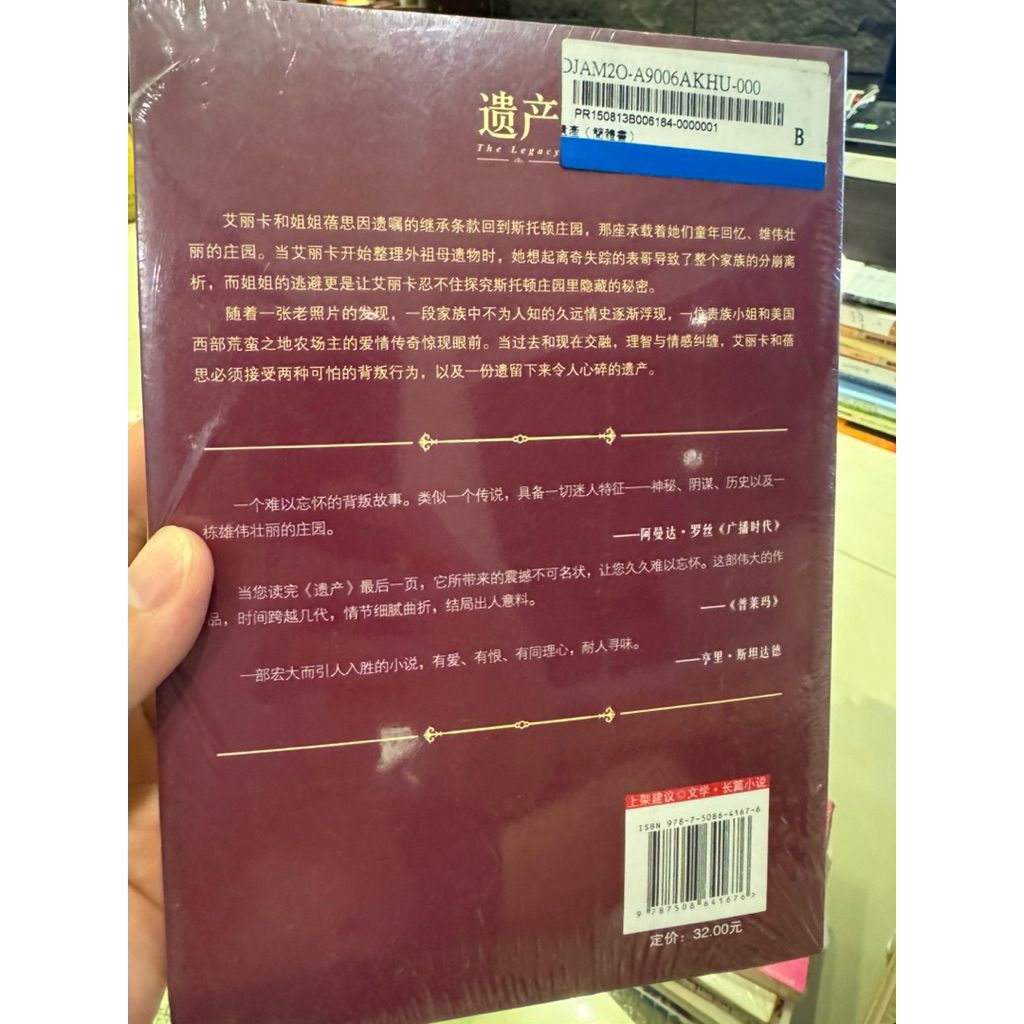 DJAM2O-A9006AKHU-000
PR150813B006184-0000001
產（簡體書）
B
遗产
The Legacy
艾丽卡和姐姐蓓思因遗嘱的继承条款回到斯托顿庄园，那座承载着她们童年回忆、雄伟壮
丽的庄园。当艾丽卡开始整理外祖母遗物时，她想起离奇失踪的表哥导致了整个家族的分崩离
析，而姐姐的逃避更是让艾丽卡忍不住探究斯托顿庄园里隐藏的秘密。
随着一张老照片的发现，一段家族中不为人知的久远情史逐渐浮现，一位贵族小姐和美国
西部荒蛮之地农场主的爱情传奇惊现眼前。当过去和现在交融，理智与情感纠缠，艾丽卡和蓓
思必须接受两种可怕的背叛行为，以及一份遗留下来令人心碎的遗产。
一个难以忘怀的背叛故事。类似一个传说，具备一切迷人特征——神秘、阴谋、历史以及一
栋雄伟壮丽的庄园。
——阿曼达·罗丝《广播时代》
当您读完《遗产》最后一页，它所带来的震撼不可名状，让您久久难以忘怀。这部伟大的作
品，时间跨越几代，情节细腻曲折，结局出人意料。
——《普莱玛》
一部宏大而引人入胜的小说，有爱、有恨、有同理心，耐人寻味。
——亨里·斯坦达德
上架建议◎文学·长篇小说
ISBN 978-7-5086-4167-6
9 787508 641676 >
定价：32.00元